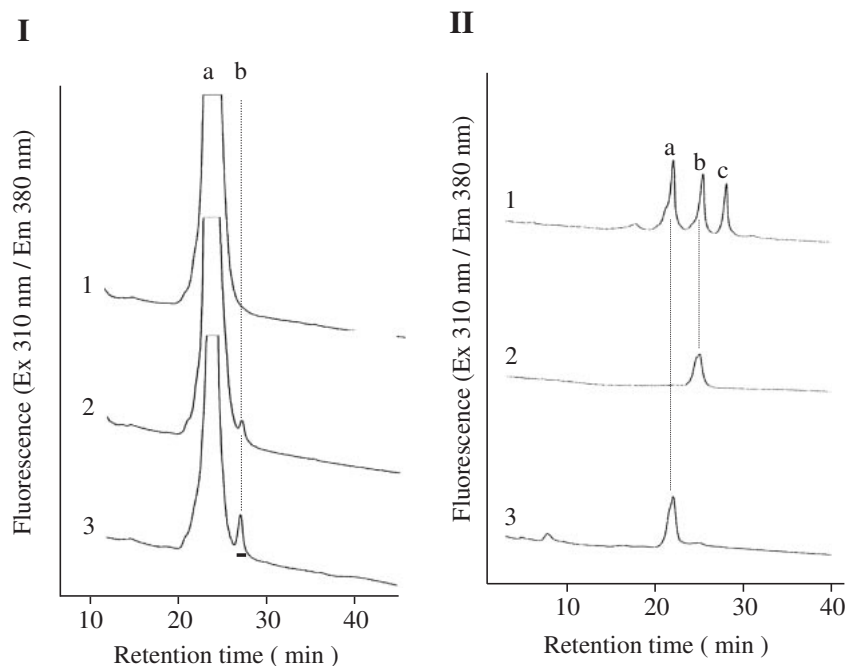 I
a b
Fluorescence (Ex 310 nm / Em 380 nm)
1
2
3
10 20 30 40
Retention time ( min )
II
a b c
Fluorescence (Ex 310 nm / Em 380 nm)
1
2
3
10 20 30 40
Retention time ( min )